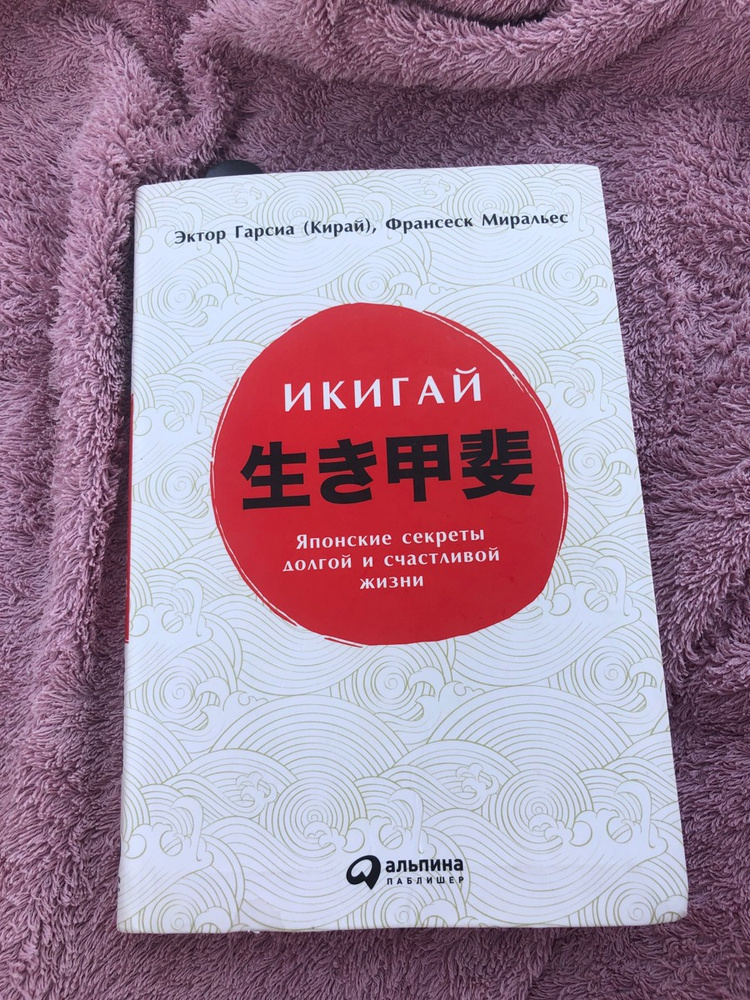 Эктор Гарсиа (Кирай), Франсеск Миральес
ИКИГАЙ
生き甲斐
Японские секреты
долгой и счастливой
жизни
альпина
ПАБЛИШЕР